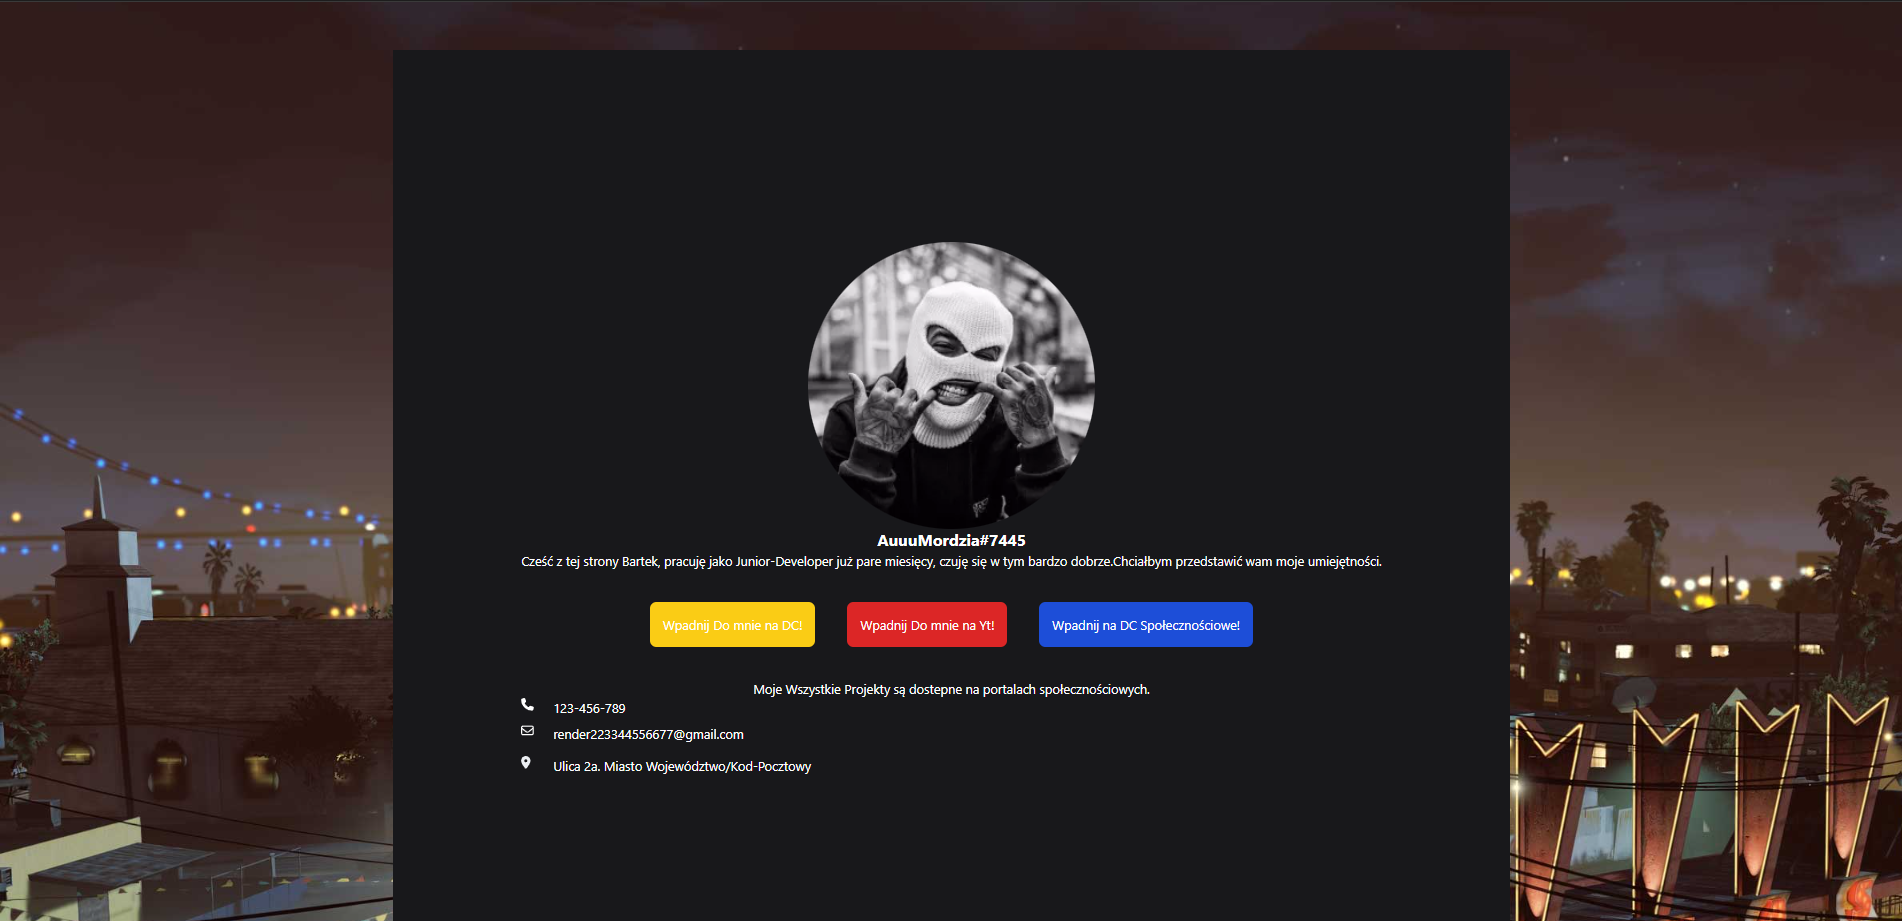 AuuuMordzia#7445
Cześć z tej strony Bartek, pracuję jako Junior-Developer już pare miesięcy, czuję się w tym bardzo dobrze.Chciałbym przedstawić wam moje umiejętności.
Wpadnij Do mnie na DC! Wpadnij Do mnie na Yt! Wpadnij na DC Społecznościowe!
Moje Wszystkie Projekty są dostepne na portalach społecznościowych.
123-456-789
render223344556677@gmail.com
Ulica 2a. Miasto Województwo/Kod-Pocztowy